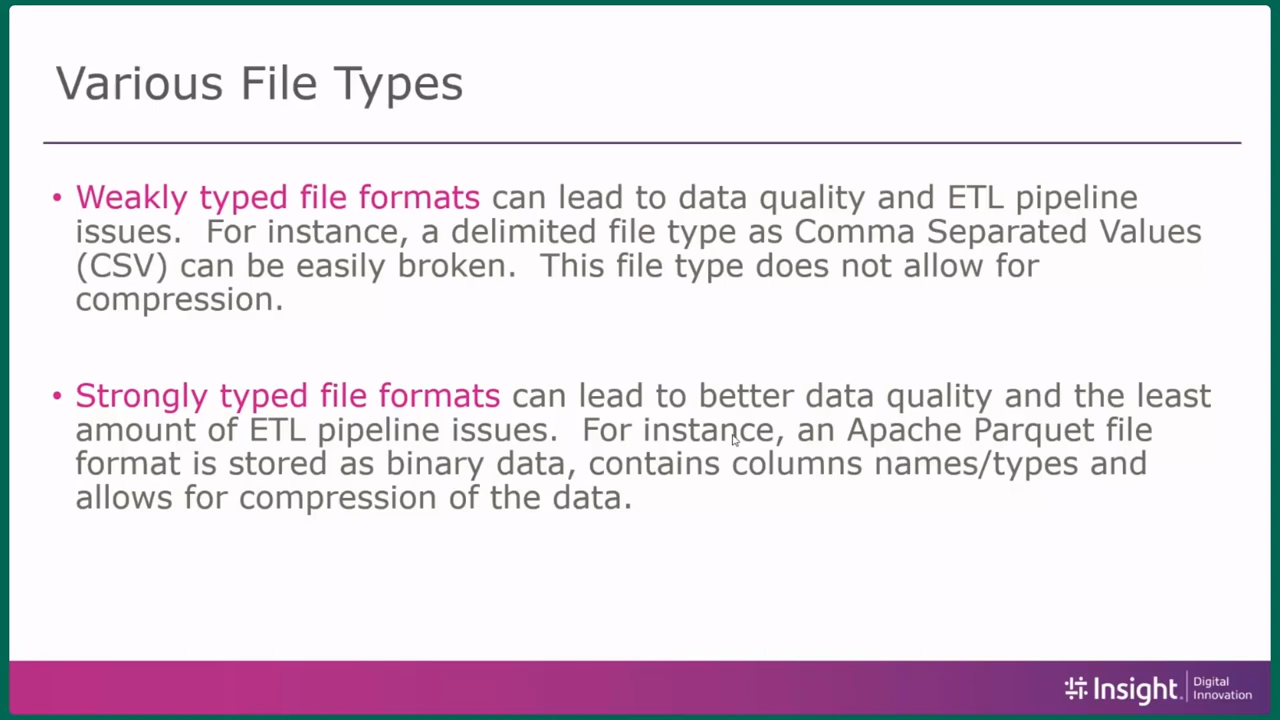 Various File Types
• Weakly typed file formats can lead to data quality and ETL pipeline
issues.  For instance, a delimited file type as Comma Separated Values
(CSV) can be easily broken.  This file type does not allow for
compression.
• Strongly typed file formats can lead to better data quality and the least
amount of ETL pipeline issues.  For instance, an Apache Parquet file
format is stored as binary data, contains columns names/types and
allows for compression of the data.
Insight. Digital
Innovation